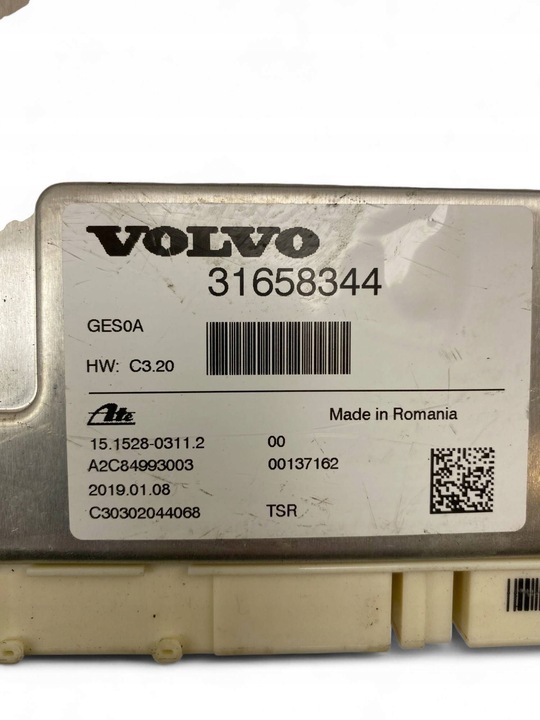 VOLVO
31658344
GES0A
HW: C3.20
Ate
Made in Romania
15.1528-0311.2 00
A2C84993003 00137162
2019.01.08
C30302044068 TSR